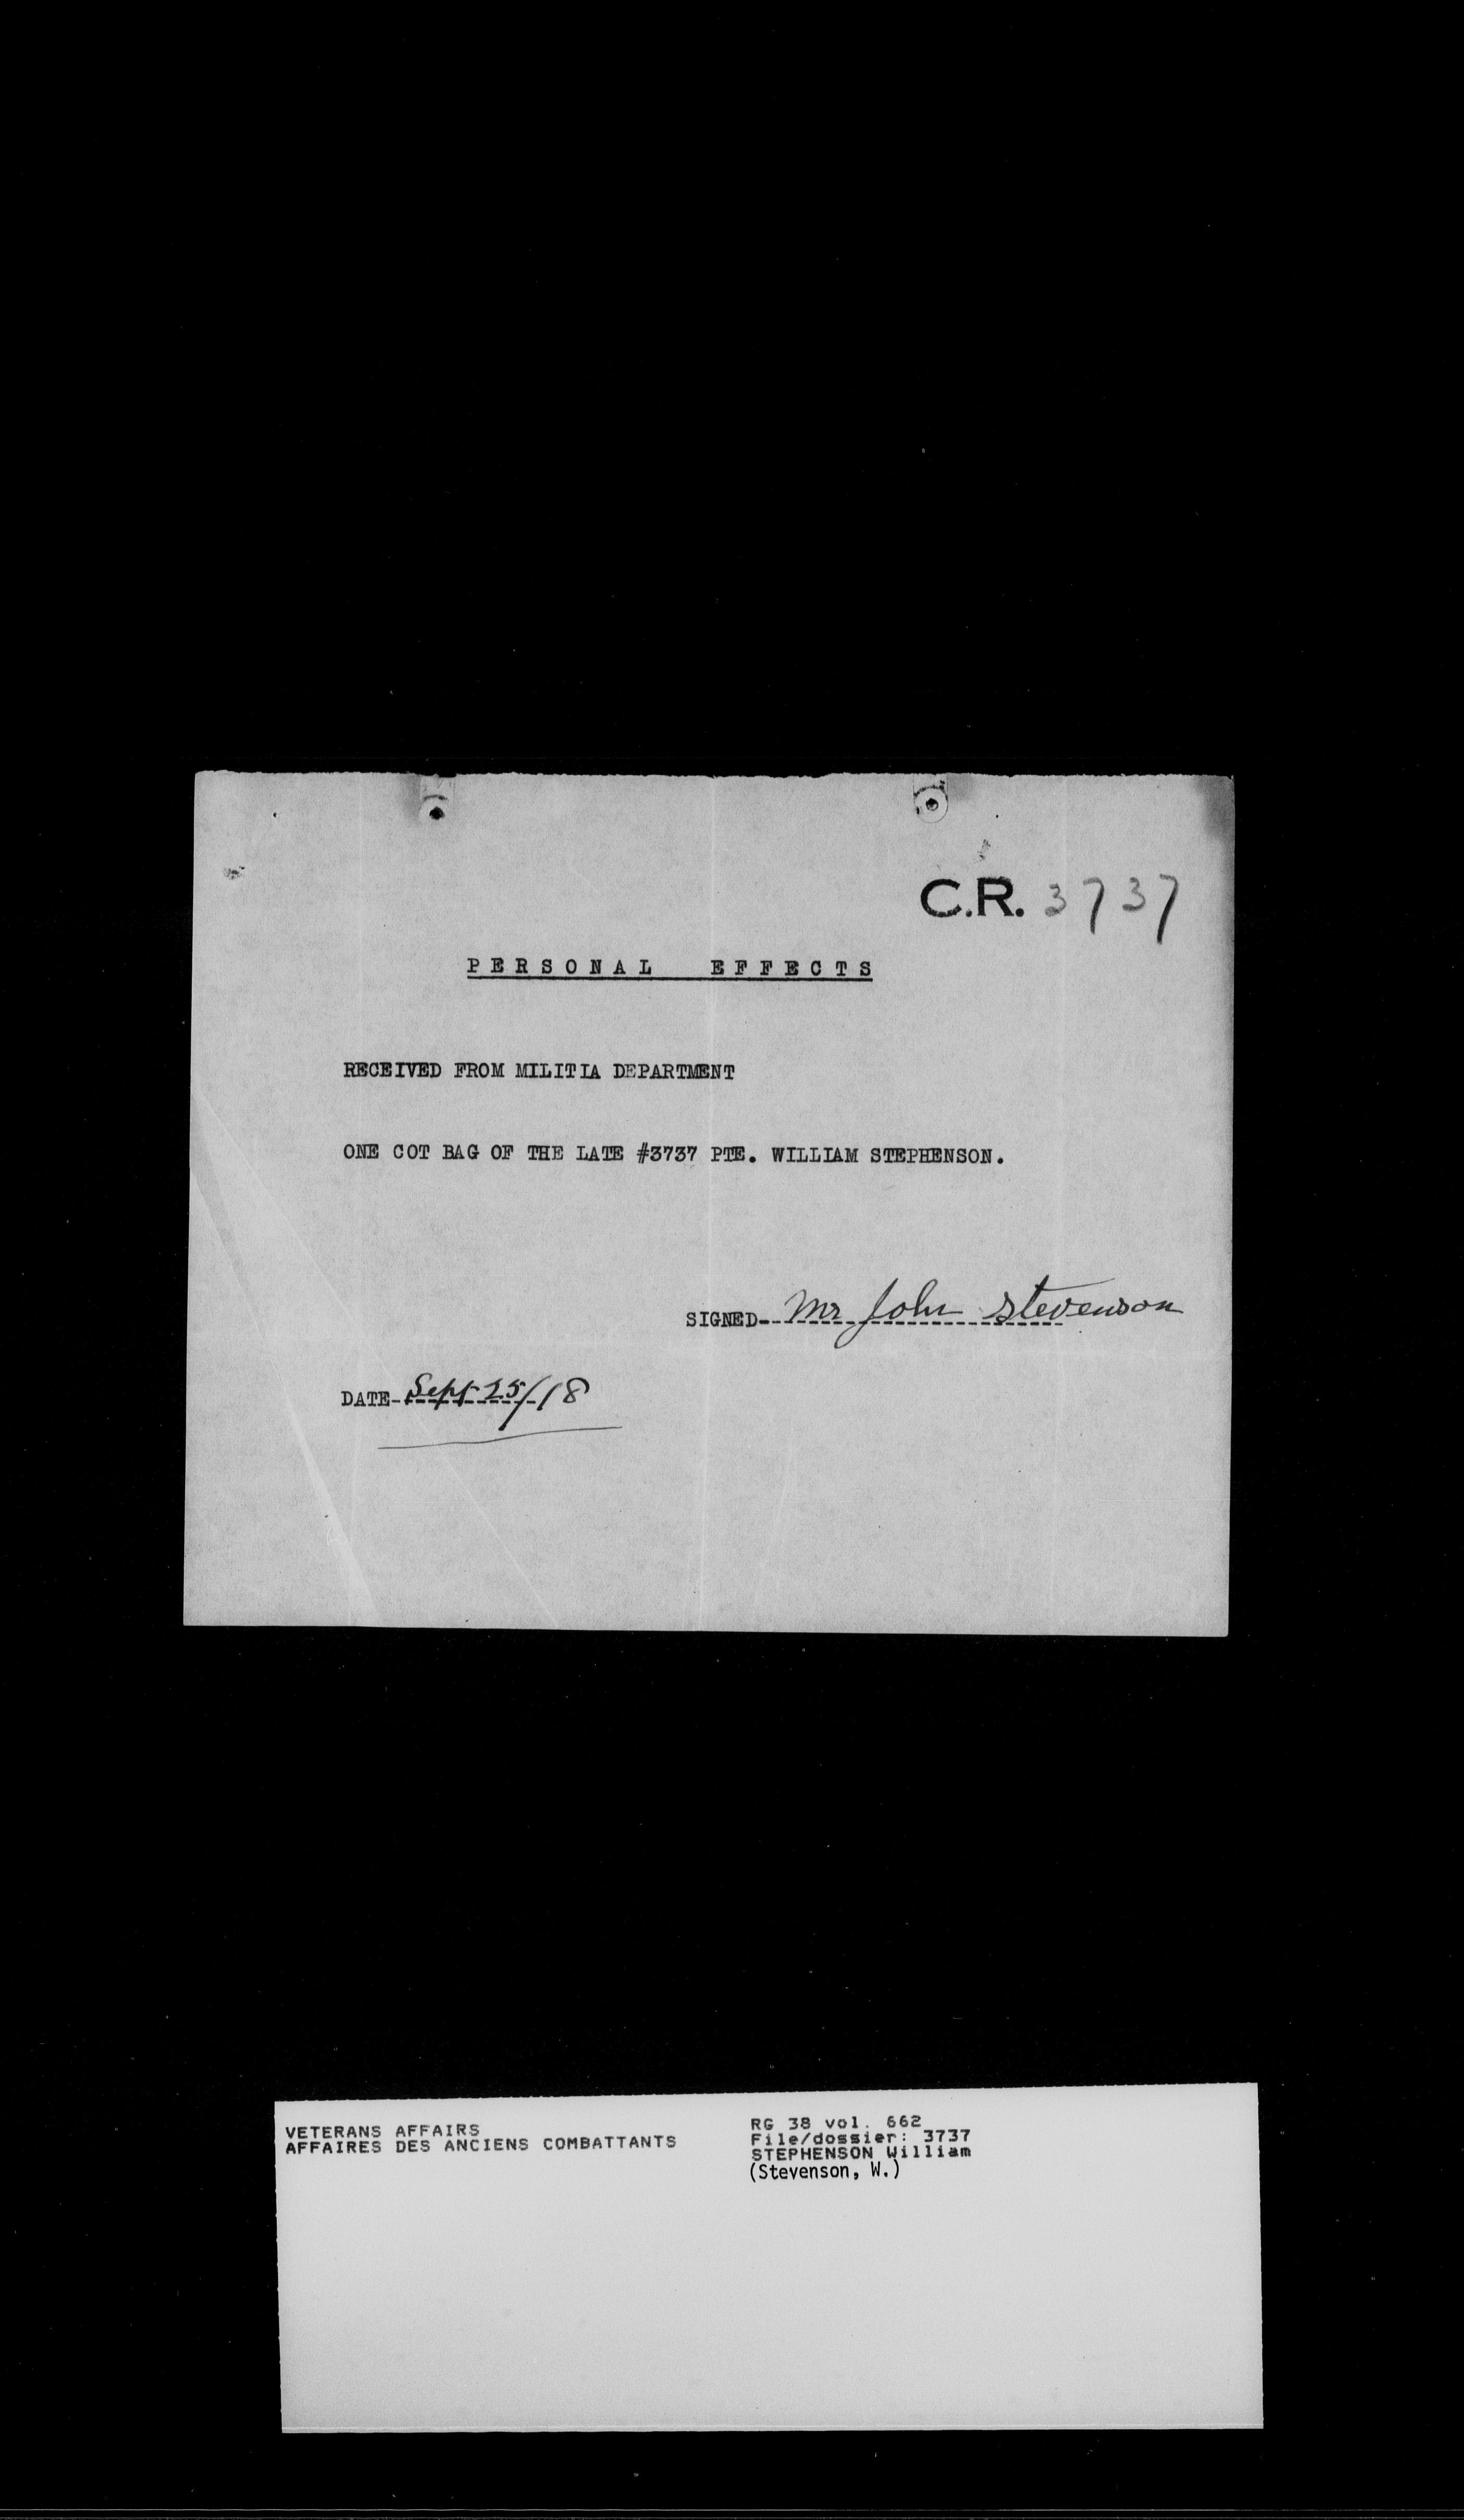 C.R. 3737
PERSONAL EFFECTS
RECEIVED FROM MILITIA DEPARTMENT
ONE COT BAG OF THE LATE #3737 PTE. WILLIAM STEPHENSON.
SIGNED Mr John Stevenson
DATE Sept 25/18
VETERANS AFFAIRS
AFFAIRES DES ANCIENS COMBATTANTS
RG 38 vol. 662
File/dossier: 3737
STEPHENSON William
(Stevenson, W.)